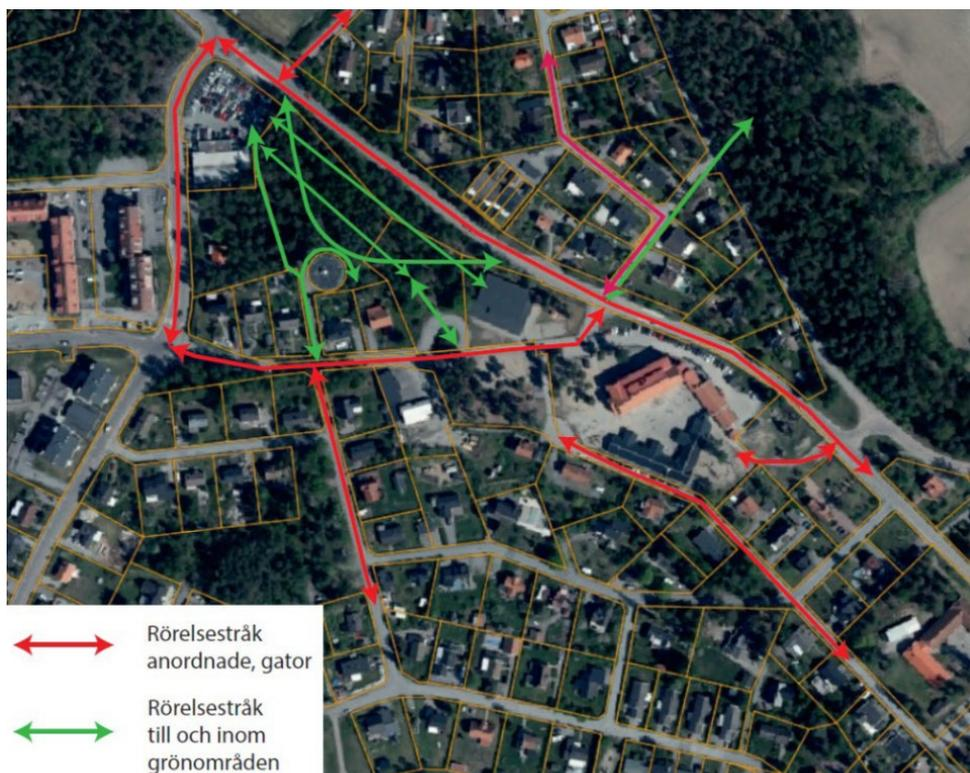 Rörelsestråk
anordnade, gator
Rörelsestråk
till och inom
grönområden